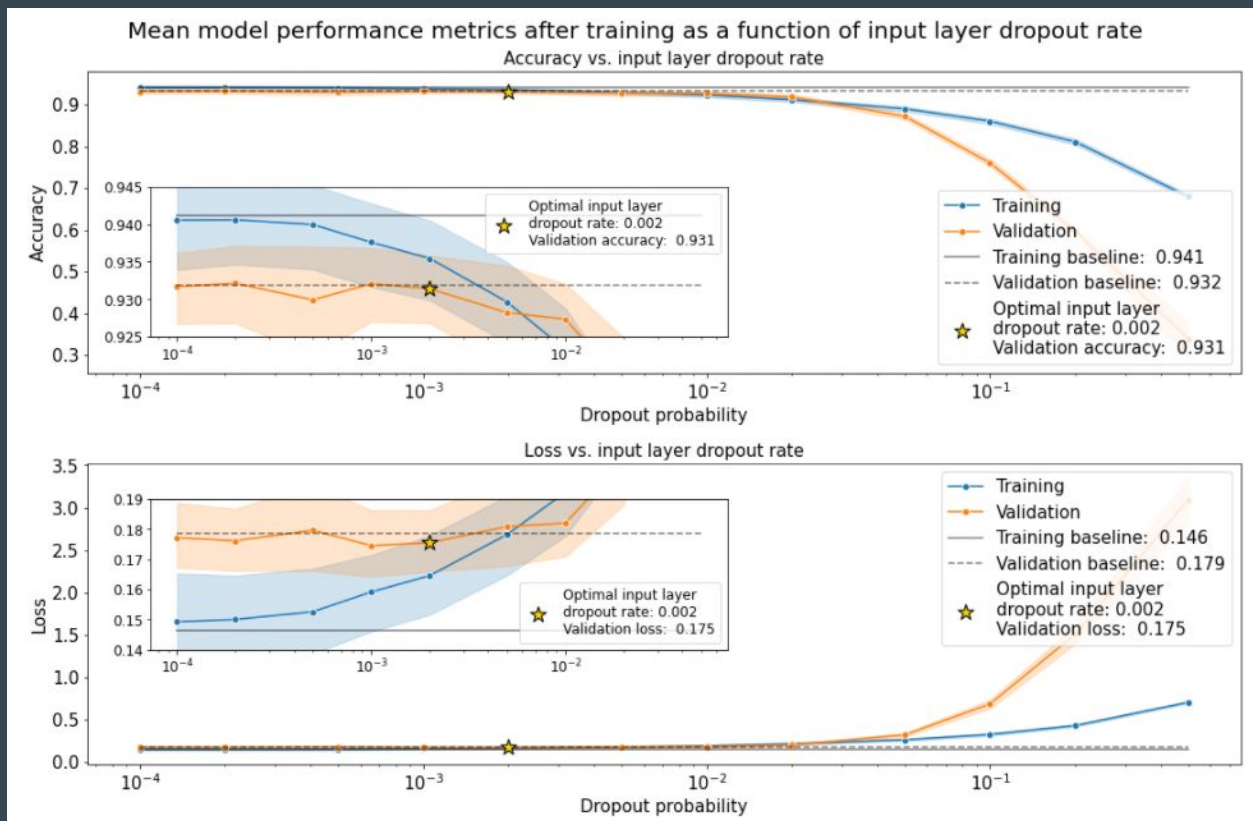 Mean model performance metrics after training as a function of input layer dropout rate
Accuracy vs. input layer dropout rate
Accuracy
0.9
0.8
0.7
0.6
0.5
0.4
0.3
0.945
0.940
0.935
0.930
0.925
10⁻⁴
10⁻³
10⁻²
Optimal input layer
dropout rate: 0.002
Validation accuracy: 0.931
Training
Validation
Training baseline: 0.941
Validation baseline: 0.932
Optimal input layer
dropout rate: 0.002
Validation accuracy: 0.931
10⁻⁴
10⁻³
10⁻²
10⁻¹
Dropout probability
Loss vs. input layer dropout rate
Loss
3.5
3.0
2.5
2.0
1.5
1.0
0.5
0.0
0.19
0.18
0.17
0.16
0.15
0.14
10⁻⁴
10⁻³
10⁻²
Optimal input layer
dropout rate: 0.002
Validation loss: 0.175
Training
Validation
Training baseline: 0.146
Validation baseline: 0.179
Optimal input layer
dropout rate: 0.002
Validation loss: 0.175
10⁻⁴
10⁻³
10⁻²
10⁻¹
Dropout probability